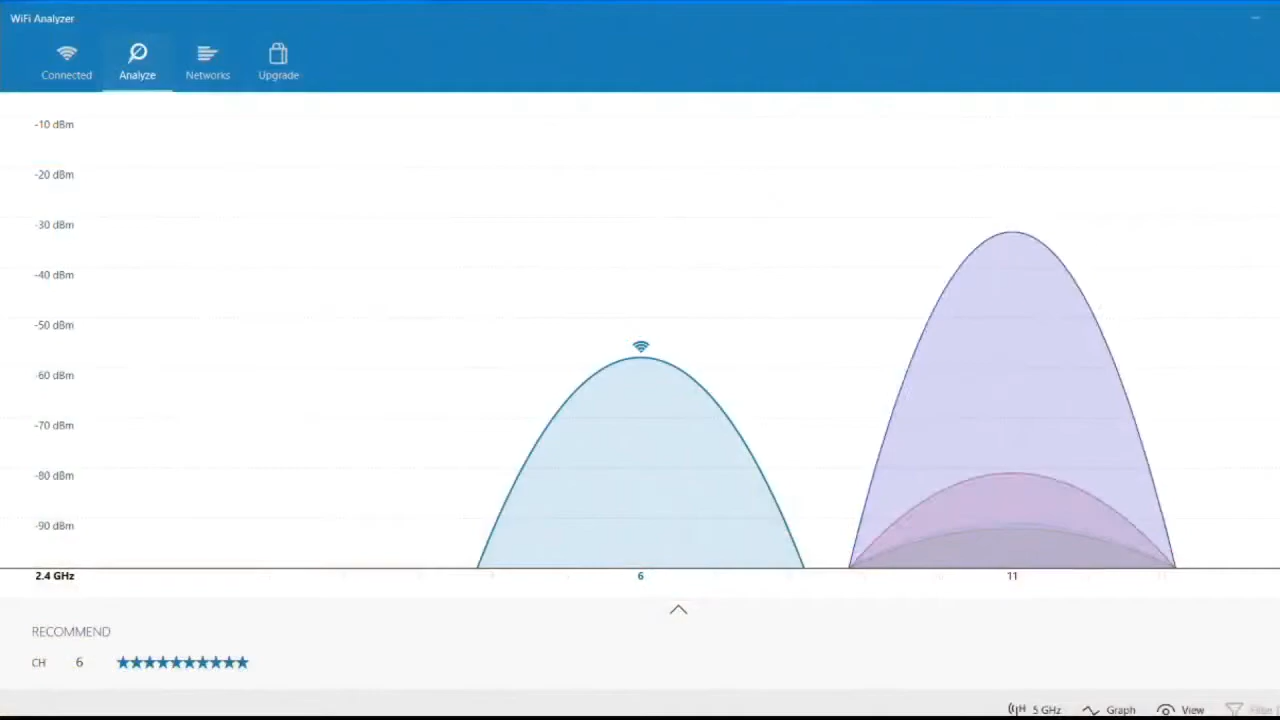 WiFi Analyzer
Connected Analyze Networks Upgrade
-10 dBm
-20 dBm
-30 dBm
-40 dBm
-50 dBm
-60 dBm
-70 dBm
-80 dBm
-90 dBm
2.4 GHz 6 11
RECOMMEND
CH 6 ★★★★★★★★★★
5 GHz Graph View Filter